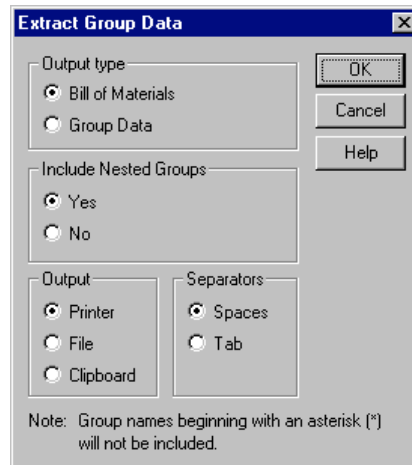 Extract Group Data
Output type
Bill of Materials
Group Data
OK
Cancel
Help
Include Nested Groups
Yes
No
Output
Printer
File
Clipboard
Separators
Spaces
Tab
Note: Group names beginning with an asterisk (*)
will not be included.